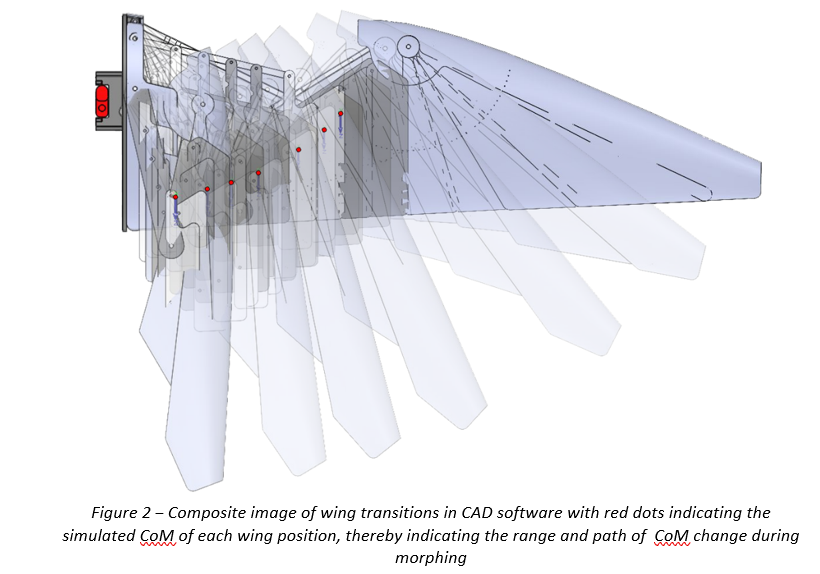 Figure 2 – Composite image of wing transitions in CAD software with red dots indicating the
simulated CoM of each wing position, thereby indicating the range and path of  CoM change during
morphing